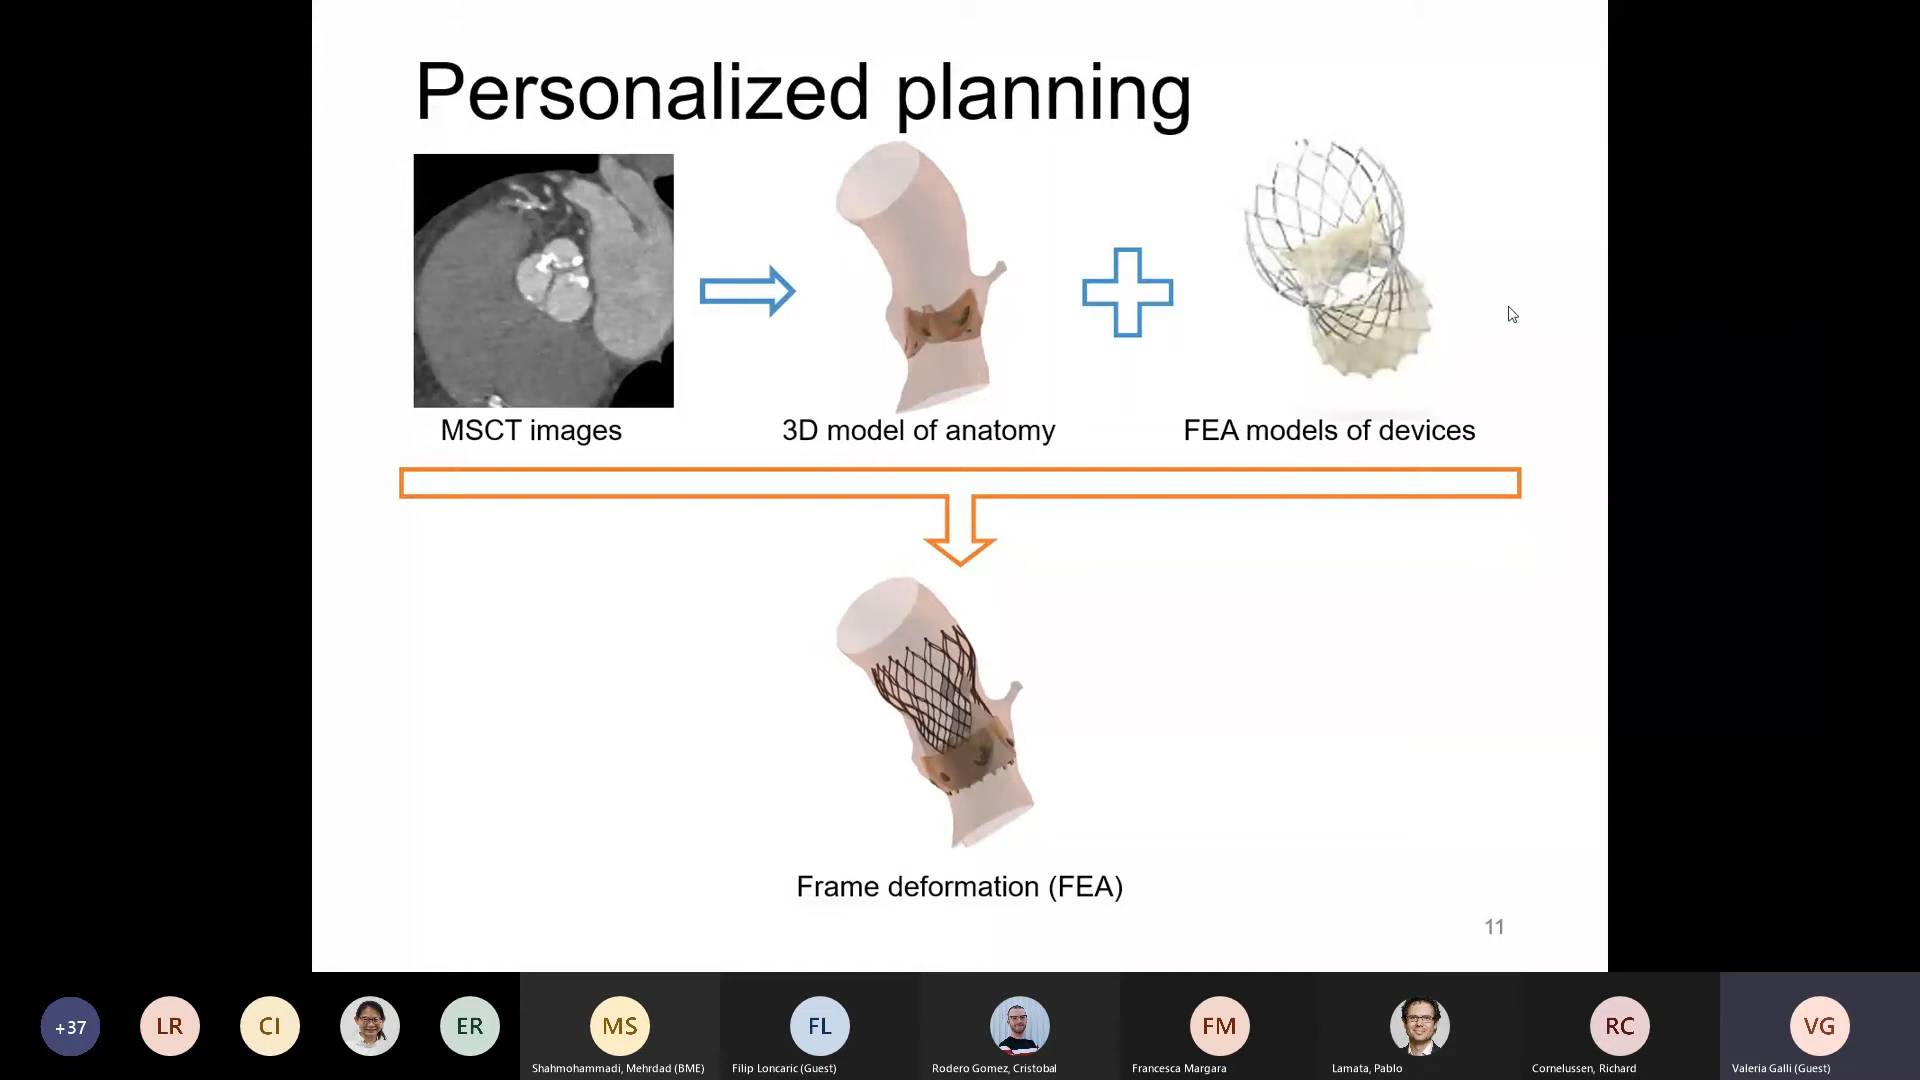 Personalized planning
MSCT images
3D model of anatomy
FEA models of devices
Frame deformation (FEA)
11
+37
LR
CI
ER
MS
FL
FM
RC
VG
Shahmohammadi, Mehrdad (BME)
Filip Loncaric (Guest)
Rodero Gomez, Cristobal
Francesca Margara
Lamata, Pablo
Cornelussen, Richard
Valeria Galli (Guest)